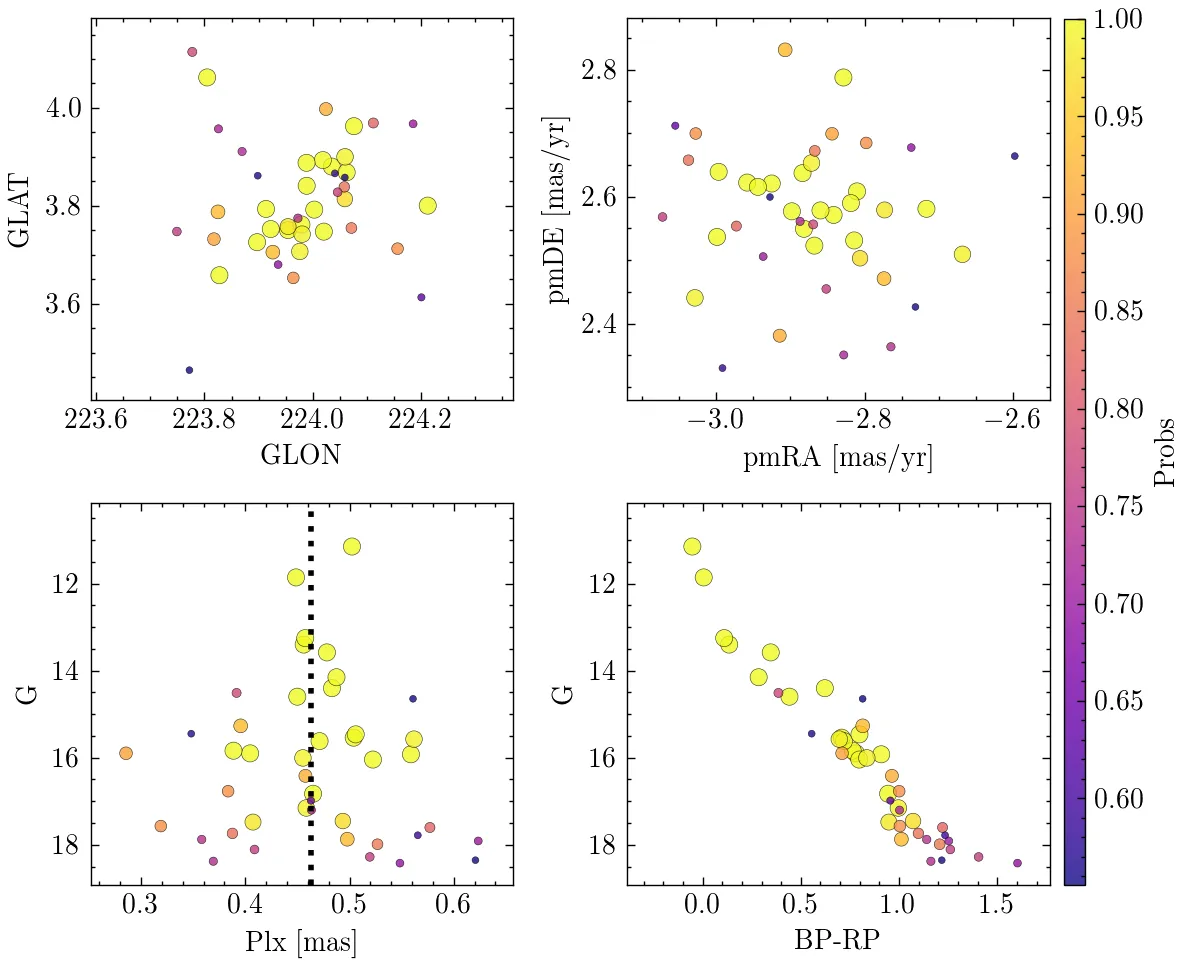 4.0
3.8
3.6
GLAT
223.6 223.8 224.0 224.2
GLON
2.8
2.6
2.4
pmDE [mas/yr]
−3.0 −2.8 −2.6
pmRA [mas/yr]
12
14
16
18
G
0.3 0.4 0.5 0.6
Plx [mas]
12
14
16
18
G
0.0 0.5 1.0 1.5
BP-RP
1.00
0.95
0.90
0.85
0.80
0.75
0.70
0.65
0.60
Probs